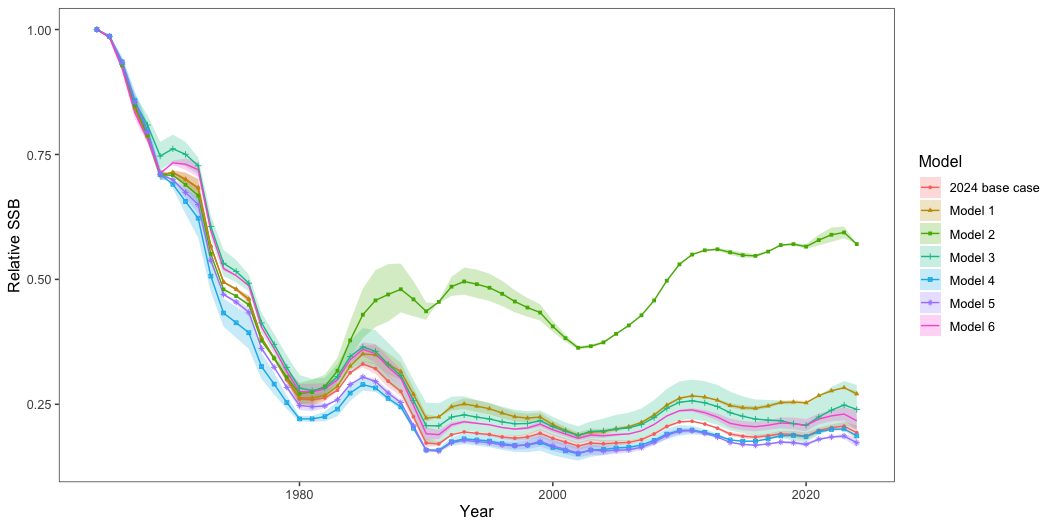 1.00
0.75
0.50
0.25
Relative SSB
1980
2000
2020
Year
Model
2024 base case
Model 1
Model 2
Model 3
Model 4
Model 5
Model 6